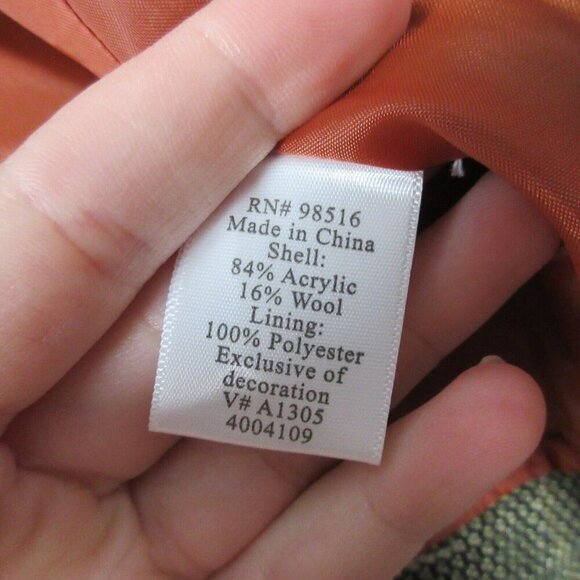 RN# 98516
Made in China
Shell:
84% Acrylic
16% Wool
Lining:
100% Polyester
Exclusive of
decoration
V# A1305
4004109